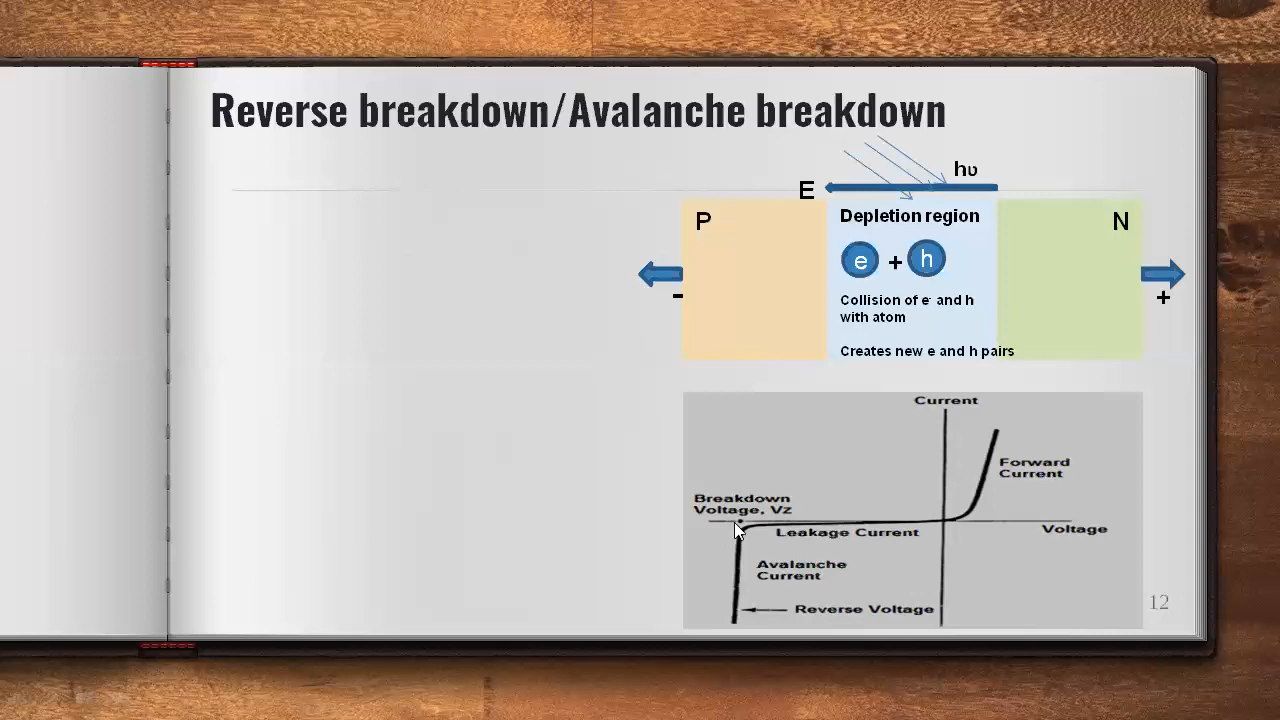 Reverse breakdown/Avalanche breakdown
hυ
E
P
Depletion region
N
e + h
Collision of e⁻ and h
with atom
- +
Creates new e and h pairs
Current
Forward
Current
Breakdown
Voltage, Vz
Leakage Current
Voltage
Avalanche
Current
Reverse Voltage
12